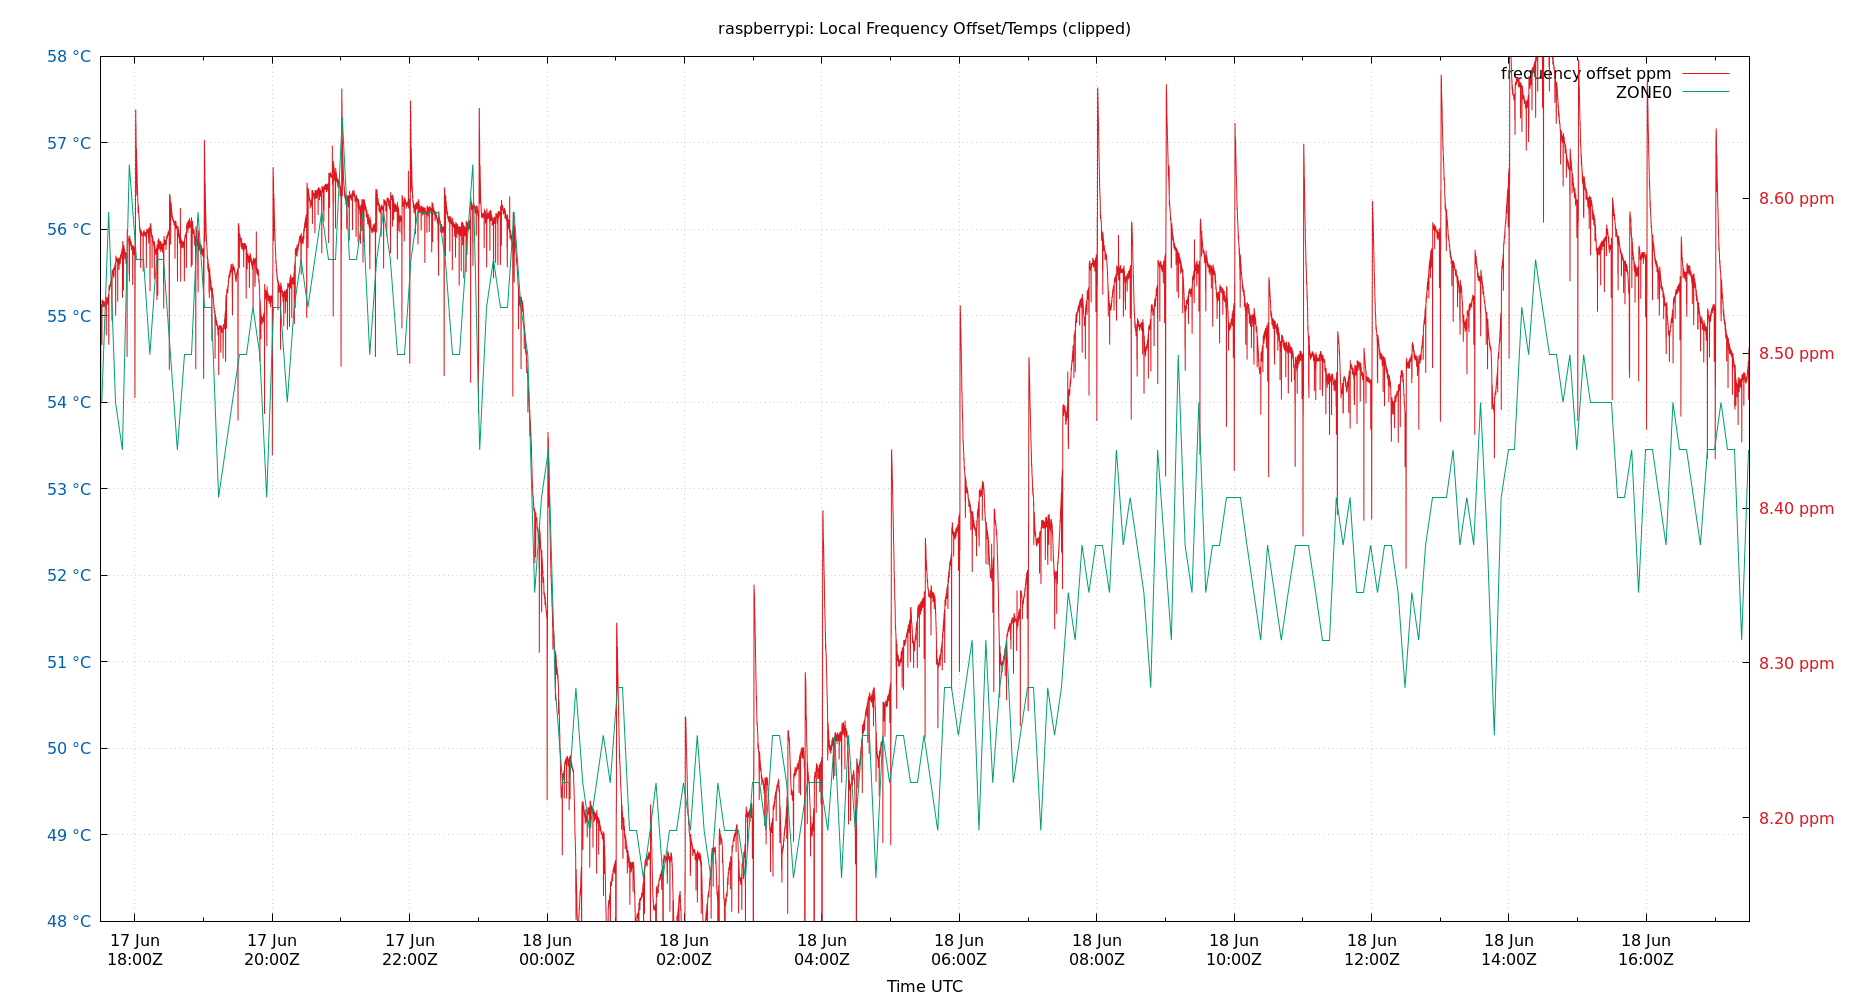 raspberrypi: Local Frequency Offset/Temps (clipped)
frequency offset ppm
ZONE0
58 °C
57 °C
56 °C
55 °C
54 °C
53 °C
52 °C
51 °C
50 °C
49 °C
48 °C
8.60 ppm
8.50 ppm
8.40 ppm
8.30 ppm
8.20 ppm
17 Jun 17 Jun 17 Jun 18 Jun 18 Jun 18 Jun 18 Jun 18 Jun 18 Jun 18 Jun 18 Jun 18 Jun
18:00Z 20:00Z 22:00Z 00:00Z 02:00Z 04:00Z 06:00Z 08:00Z 10:00Z 12:00Z 14:00Z 16:00Z
Time UTC